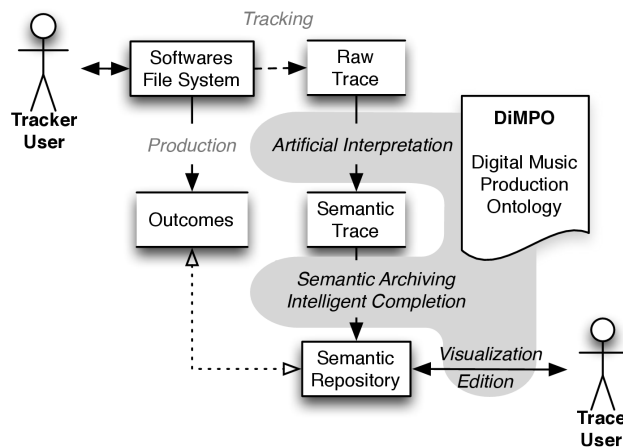 Tracking
Softwares
File System
Raw
Trace
Tracker
User
DiMPO
Production
Artificial Interpretation
Digital Music
Production
Ontology
Outcomes
Semantic
Trace
Semantic Archiving
Intelligent Completion
Semantic
Repository
Visualization
Edition
Tracer
User